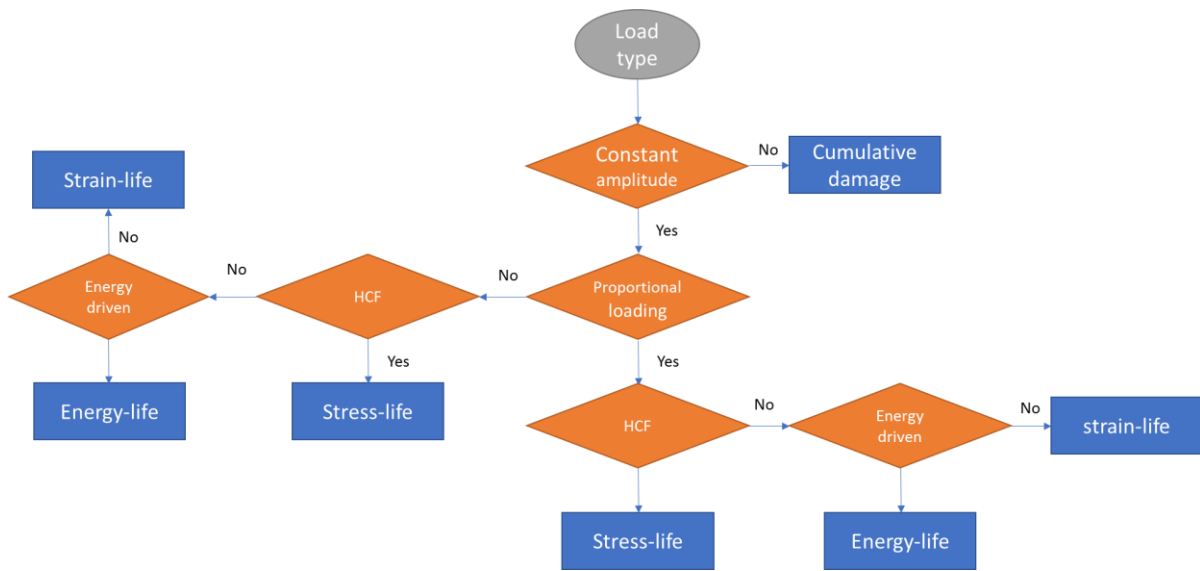 Load
type
Constant
amplitude
No
Cumulative
damage
Yes
Strain-life
No
Energy
driven
No
HCF
No
Proportional
loading
Yes
Yes
Energy-life
Stress-life
HCF
No
Energy
driven
No
strain-life
Stress-life
Energy-life